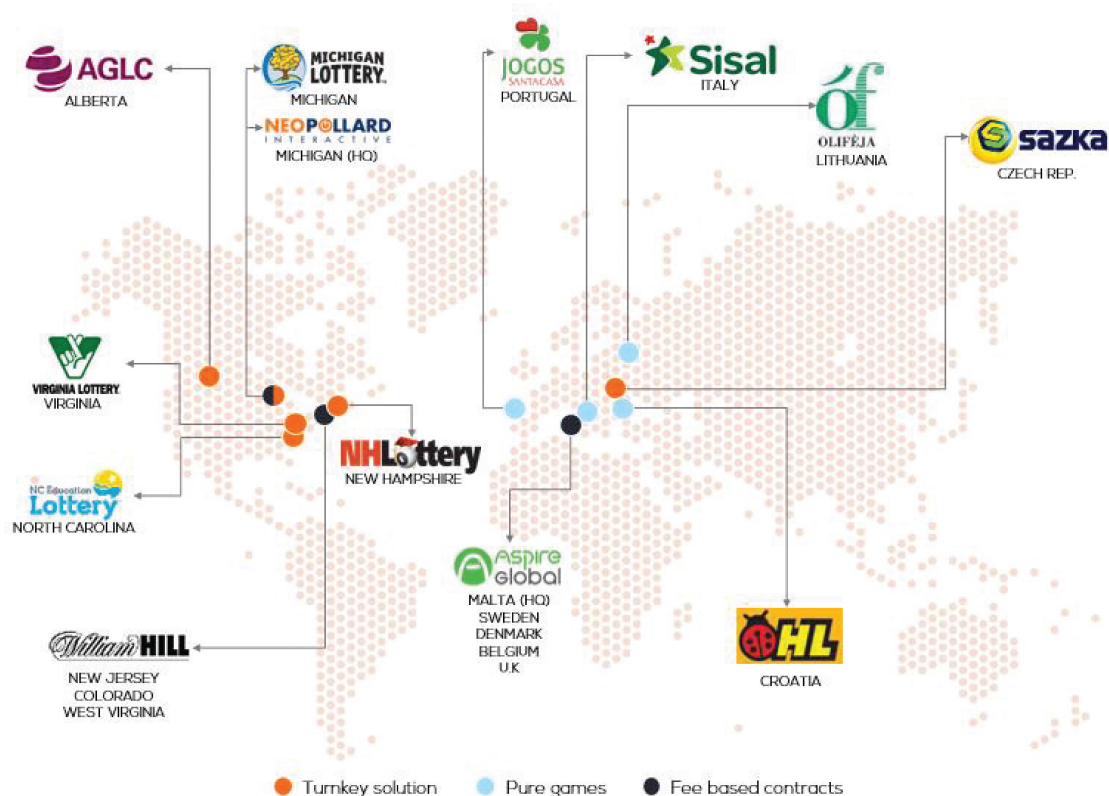 AGLC
ALBERTA
MICHIGAN
LOTTERY
MICHIGAN
NEOPOLLARD
INTERACTIVE
MICHIGAN (HQ)
JOGOS
SANTACASA
PORTUGAL
Sisal
ITALY
óf
OLIFĖJA
LITHUANIA
S
sazka
CZECH REP.
VIRGINIA LOTTERY
VIRGINIA
NHLottery
NEW HAMPSHIRE
NC Education
Lottery
NORTH CAROLINA
ASPIRE
GLOBAL
MALTA (HQ)
SWEDEN
DENMARK
BELGIUM
U.K
William HILL
NEW JERSEY
COLORADO
WEST VIRGINIA
HL
CROATIA
Turnkey solution
Pure games
Fee based contracts